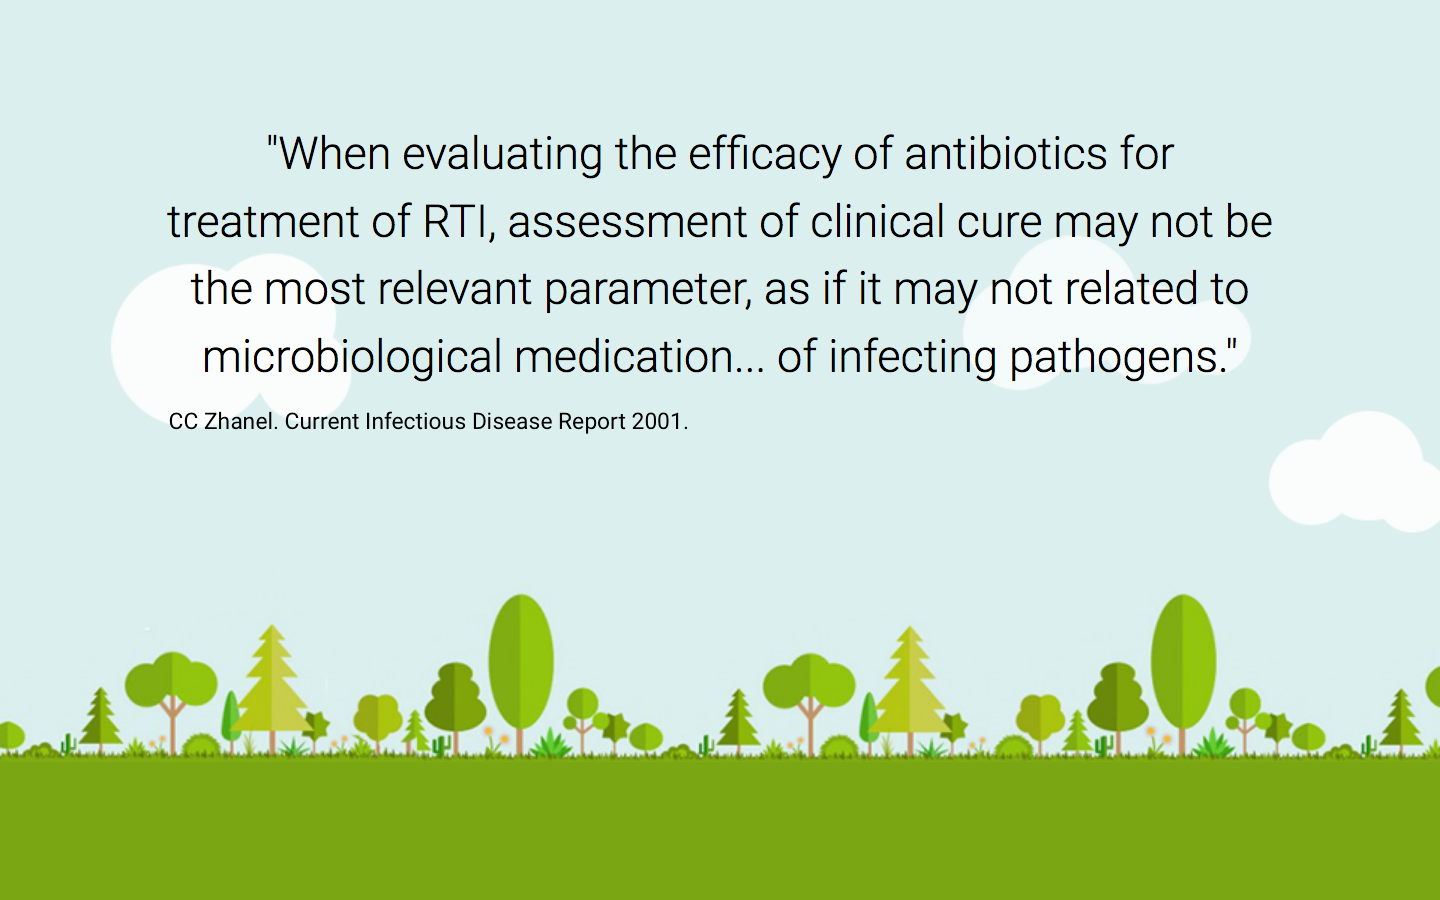 "When evaluating the efficacy of antibiotics for
treatment of RTI, assessment of clinical cure may not be
the most relevant parameter, as if it may not related to
microbiological medication... of infecting pathogens."
CC Zhanel. Current Infectious Disease Report 2001.